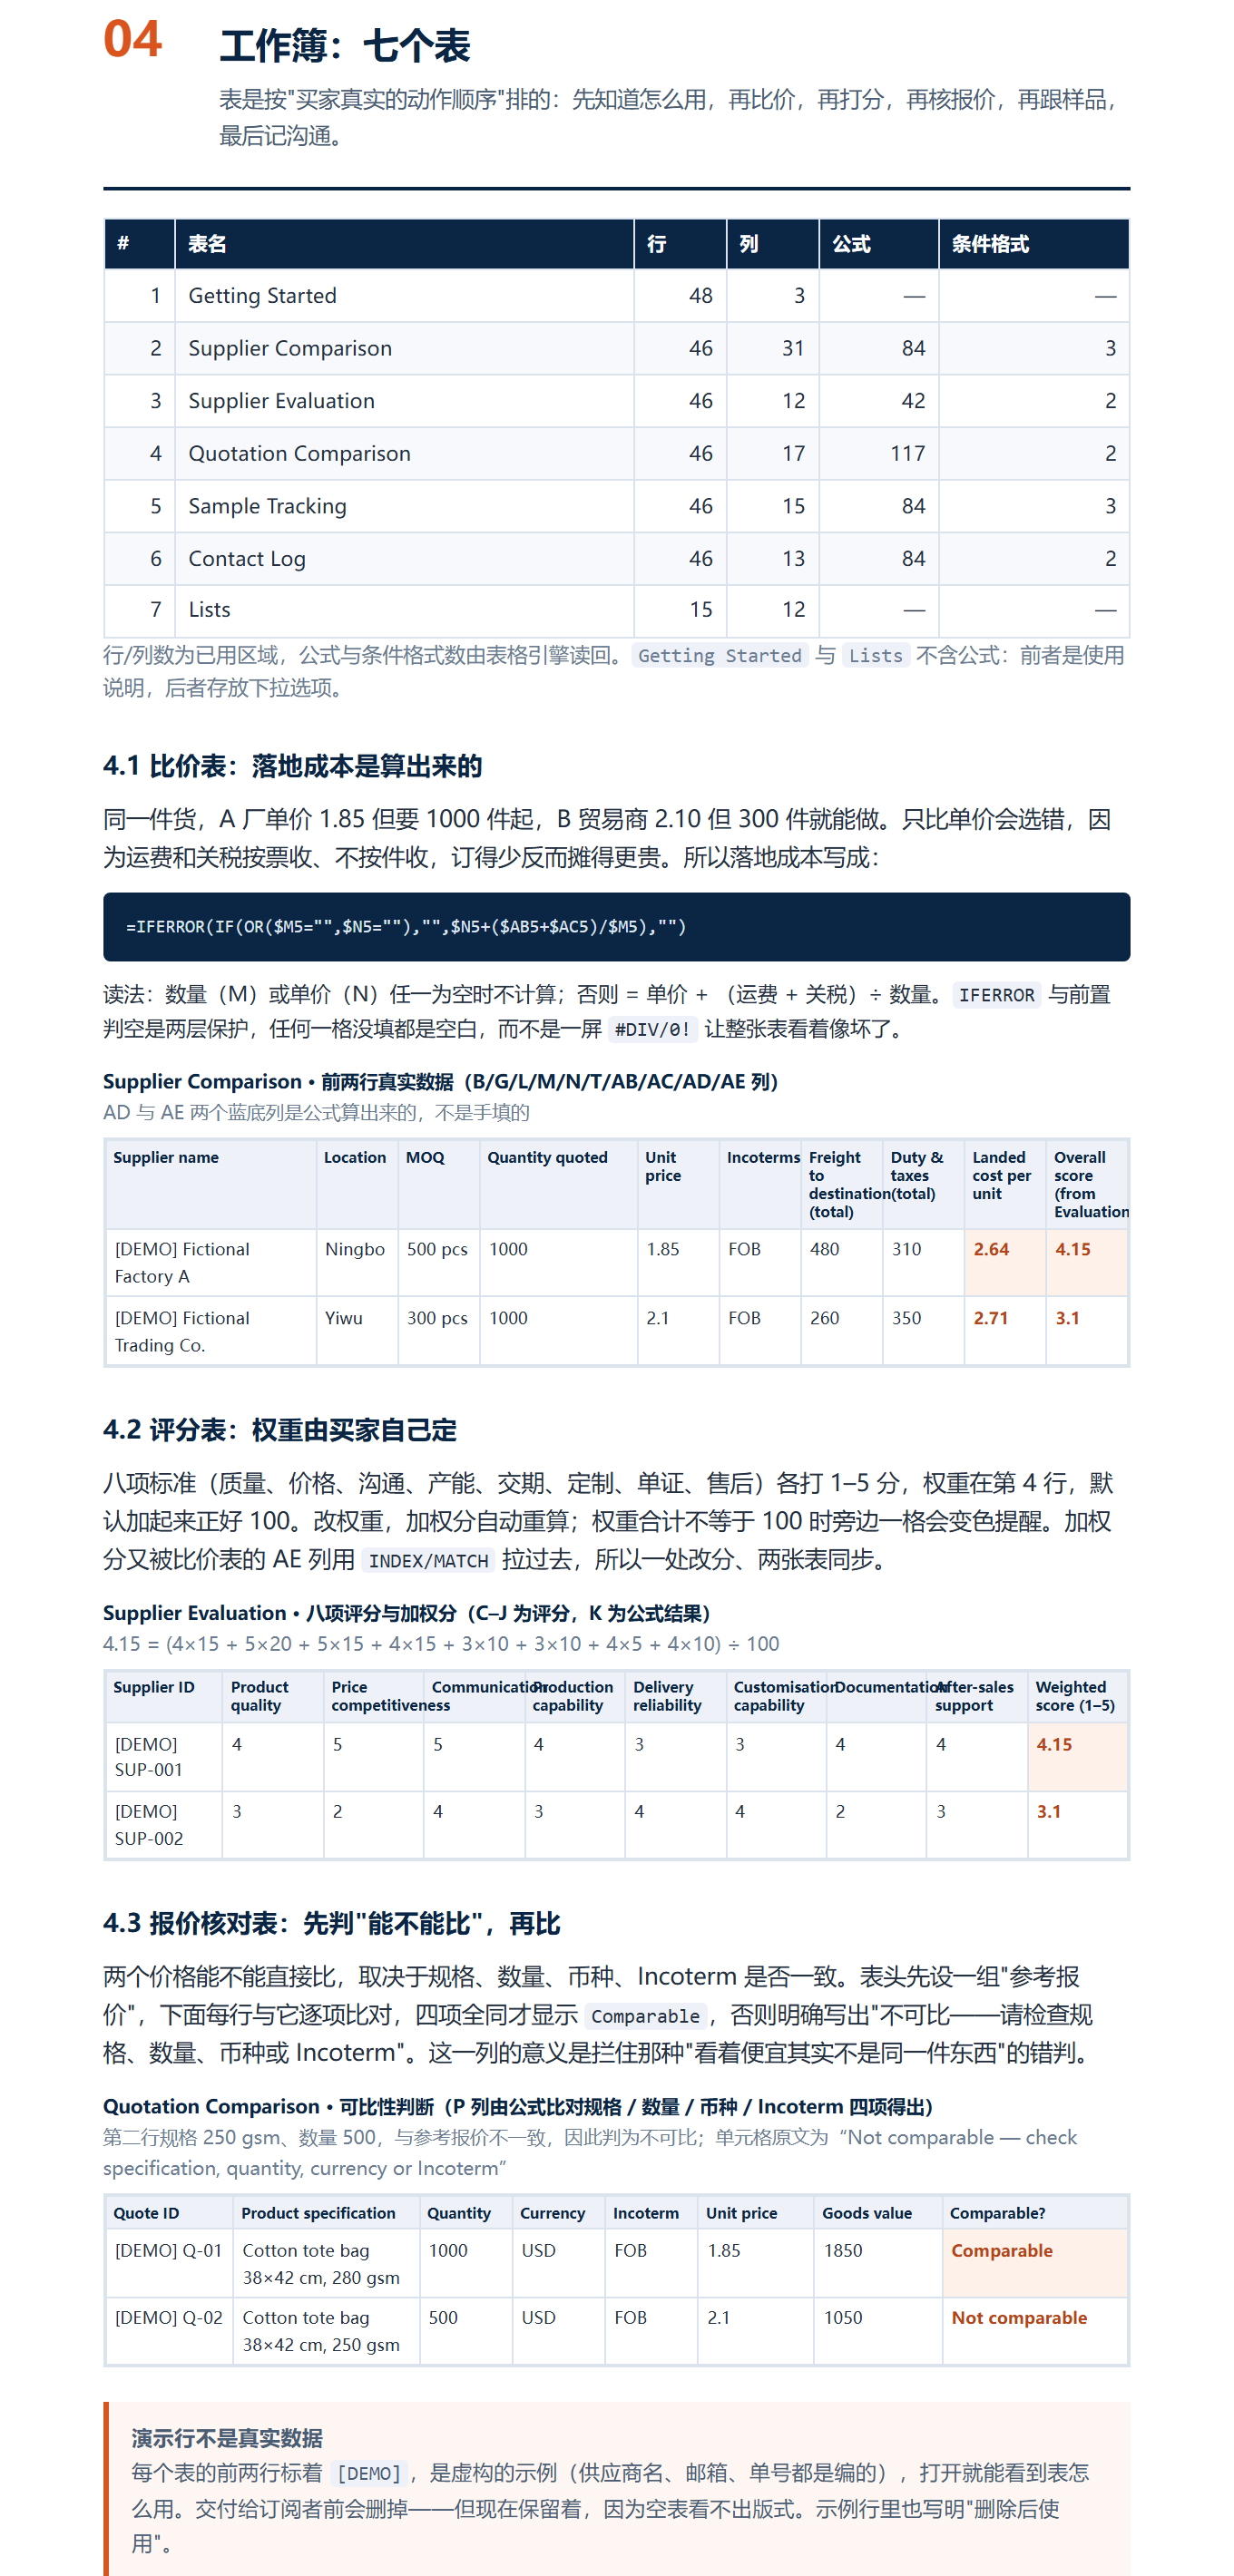 04 工作簿：七个表
表是按"买家真实的动作顺序"排的：先知道怎么用，再比价，再打分，再核报价，再跟样品，
最后记沟通。
# 表名 行 列 公式 条件格式
1 Getting Started 48 3 — —
2 Supplier Comparison 46 31 84 3
3 Supplier Evaluation 46 12 42 2
4 Quotation Comparison 46 17 117 2
5 Sample Tracking 46 15 84 3
6 Contact Log 46 13 84 2
7 Lists 15 12 — —
行/列数为已用区域，公式与条件格式数由表格引擎读回。 Getting Started 与 Lists 不含公式：前者是使用
说明，后者存放下拉选项。
4.1 比价表：落地成本是算出来的
同一件货，A 厂单价 1.85 但要 1000 件起，B 贸易商 2.10 但 300 件就能做。只比单价会选错，因
为运费和关税按票收、不按件收，订得少反而摊得更贵。所以落地成本写成：
=IFERROR(IF(OR($M5="",$N5=""),"",$N5+($AB5+$AC5)/$M5),"")
读法：数量（M）或单价（N）任一为空时不计算；否则 = 单价 + （运费 + 关税）÷ 数量。 IFERROR 与前置
判空是两层保护，任何一格没填都是空白，而不是一屏 #DIV/0! 让整张表看着像坏了。
Supplier Comparison • 前两行真实数据（B/G/L/M/N/T/AB/AC/AD/AE 列）
AD 与 AE 两个蓝底列是公式算出来的，不是手填的
Supplier name Location MOQ Quantity quoted Unit price Incoterms Freight to destination (total) Duty & taxes (total) Landed cost per unit Overall score (from Evaluation
[DEMO] Fictional Factory A Ningbo 500 pcs 1000 1.85 FOB 480 310 2.64 4.15
[DEMO] Fictional Trading Co. Yiwu 300 pcs 1000 2.1 FOB 260 350 2.71 3.1
4.2 评分表：权重由买家自己定
八项标准（质量、价格、沟通、产能、交期、定制、单证、售后）各打 1–5 分，权重在第 4 行，默
认加起来正好 100。改权重，加权分自动重算；权重合计不等于 100 时旁边一格会变色提醒。加权
分又被比价表的 AE 列用 INDEX/MATCH 拉过去，所以一处改分、两张表同步。
Supplier Evaluation • 八项评分与加权分（C–J 为评分，K 为公式结果）
4.15 = (4×15 + 5×20 + 5×15 + 4×15 + 3×10 + 3×10 + 4×5 + 4×10) ÷ 100
Supplier ID Product quality Price competitiveness Communication Production capability Delivery reliability Customisation capability Documentation After-sales support Weighted score (1–5)
[DEMO] SUP-001 4 5 5 4 3 3 4 4 4.15
[DEMO] SUP-002 3 2 4 3 4 4 2 3 3.1
4.3 报价核对表：先判"能不能比"，再比
两个价格能不能直接比，取决于规格、数量、币种、Incoterm 是否一致。表头先设一组"参考报
价"，下面每行与它逐项比对，四项全同才显示 Comparable，否则明确写出"不可比——请检查规
格、数量、币种或 Incoterm"。这一列的意义是拦住那种"看着便宜其实不是同一件东西"的错判。
Quotation Comparison • 可比性判断（P 列由公式比对规格 / 数量 / 币种 / Incoterm 四项得出）
第二行规格 250 gsm、数量 500，与参考报价不一致，因此判为不可比；单元格原文为“Not comparable — check
specification, quantity, currency or Incoterm”
Quote ID Product specification Quantity Currency Incoterm Unit price Goods value Comparable?
[DEMO] Q-01 Cotton tote bag 38×42 cm, 280 gsm 1000 USD FOB 1.85 1850 Comparable
[DEMO] Q-02 Cotton tote bag 38×42 cm, 250 gsm 500 USD FOB 2.1 1050 Not comparable
演示行不是真实数据
每个表的前两行标着 [DEMO]，是虚构的示例（供应商名、邮箱、单号都是编的），打开就能看到表怎
么用。交付给订阅者前会删掉——但现在保留着，因为空表看不出版式。示例行里也写明"删除后使
用"。